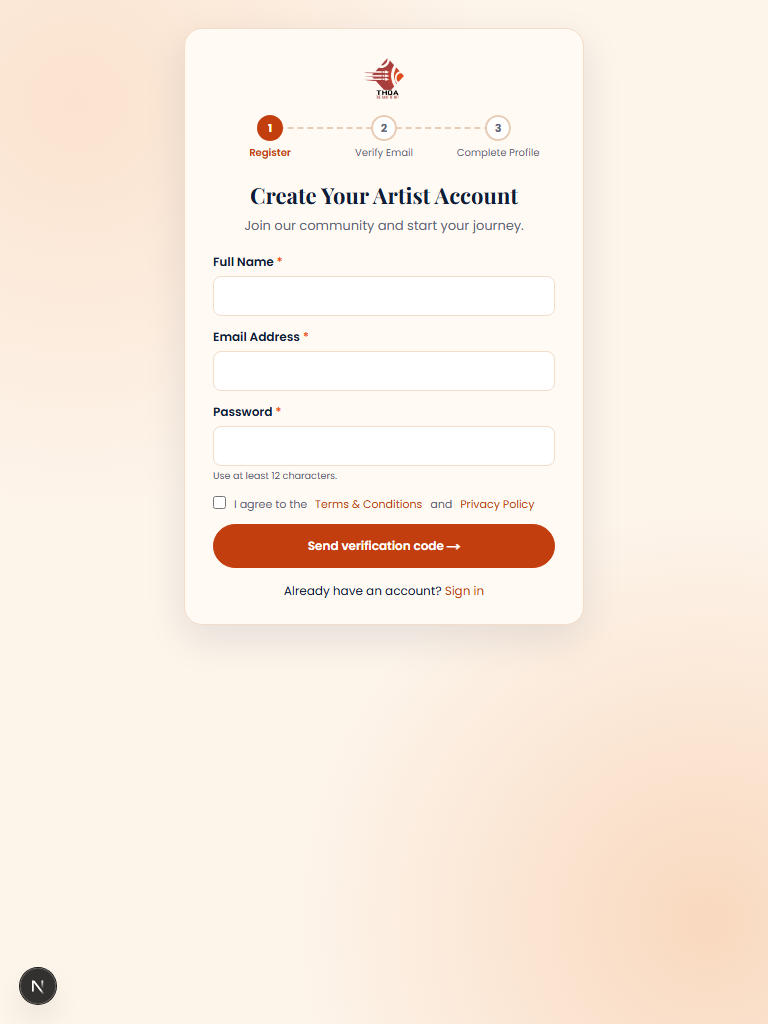 THOA
1
2
3
Register
Verify Email
Complete Profile
Create Your Artist Account
Join our community and start your journey.
Full Name *
Email Address *
Password *
Use at least 12 characters.
I agree to the Terms & Conditions and Privacy Policy
Send verification code →
Already have an account? Sign in
N